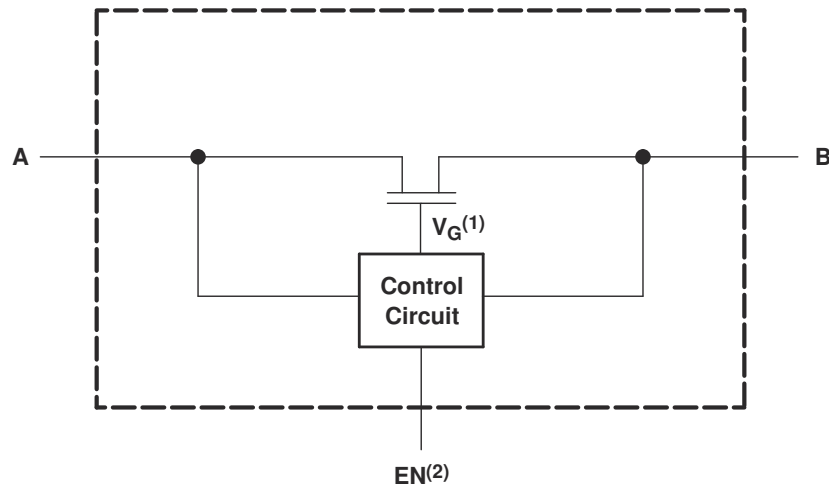 A
B
VG(1)
Control
Circuit
EN(2)